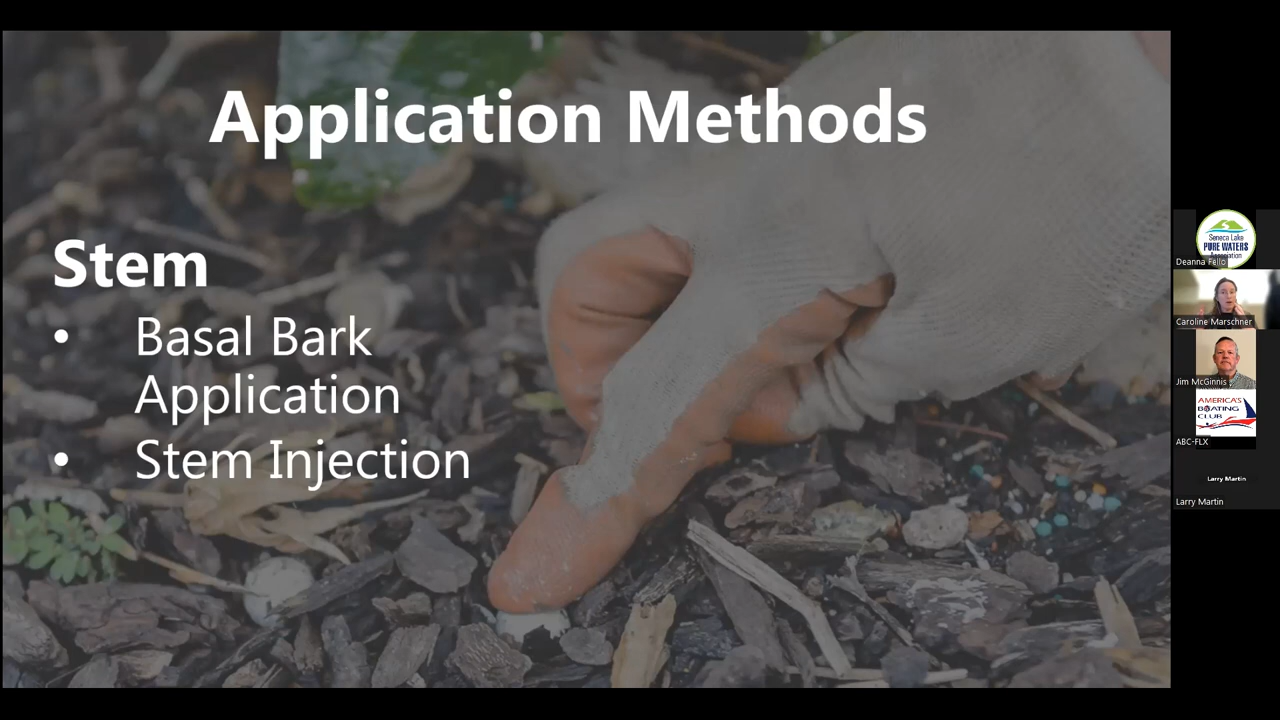 Application Methods
Stem
• Basal Bark
Application
• Stem Injection
Seneca Lake
PURE WATERS
Association
Deanna Fello
Caroline Marschner
Jim McGinnis
AMERICA'S
BOATING
CLUB
ABC-FLX
Larry Martin
Larry Martin